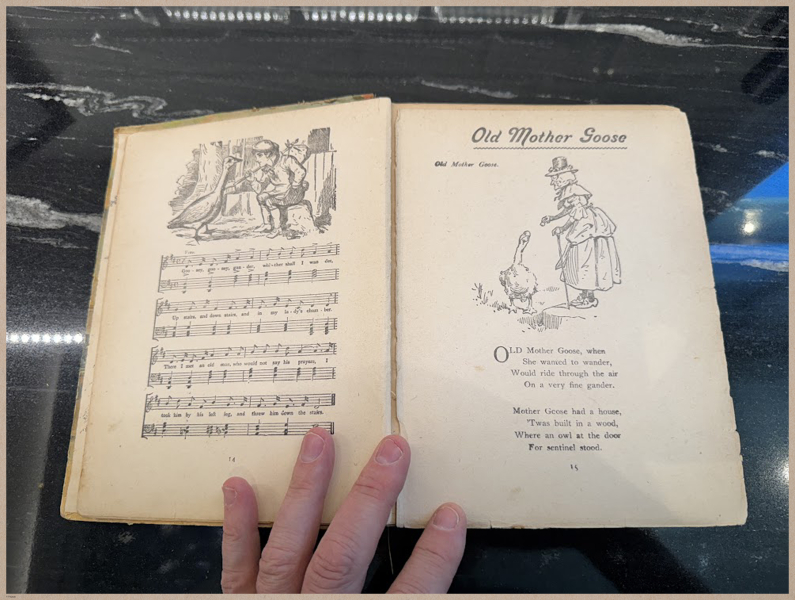 Goo - sey, goo - sey, gan - der, whi - ther shall I wan der,
Up stairs, and down stairs, and in my la - dy's cham - ber.
There I met an old man, who would not say his prayers, I
took him by his left leg, and threw him down the stairs.
14
Old Mother Goose
Old Mother Goose.
OLD Mother Goose, when
She wanted to wander,
Would ride through the air
On a very fine gander.
Mother Goose had a house,
'Twas built in a wood,
Where an owl at the door
For sentinel stood.
15